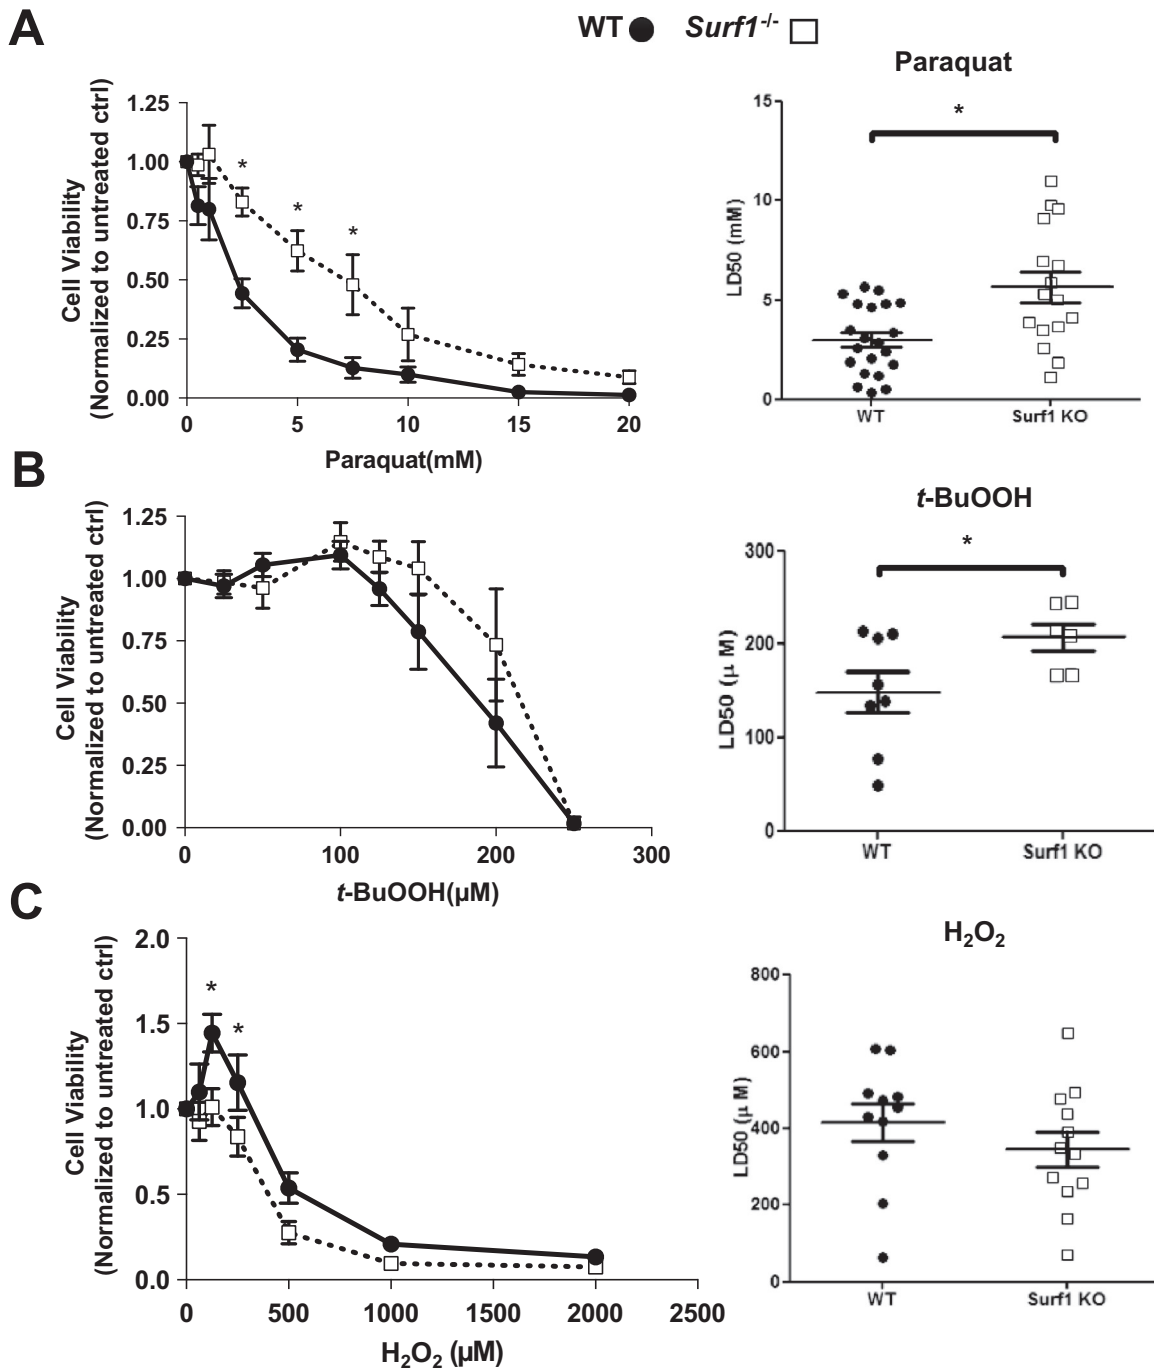 A
WT
Surf1-/-
Paraquat
Cell Viability
(Normalized to untreated ctrl)
1.25
1.00
0.75
0.50
0.25
0.00
0
5
10
15
20
Paraquat(mM)
*
*
*
LD50 (mM)
15
10
5
0
*
WT
Surf1 KO
B
t-BuOOH
Cell Viability
(Normalized to untreated ctrl)
1.25
1.00
0.75
0.50
0.25
0.00
0
100
200
300
t-BuOOH(µM)
LD50 (µ M)
300
200
100
0
*
WT
Surf1 KO
C
H2O2
Cell Viability
(Normalized to untreated ctrl)
2.0
1.5
1.0
0.5
0.0
*
*
0
500
1000
1500
2000
2500
H2O2 (µM)
LD50 (µ M)
800
600
400
200
0
WT
Surf1 KO